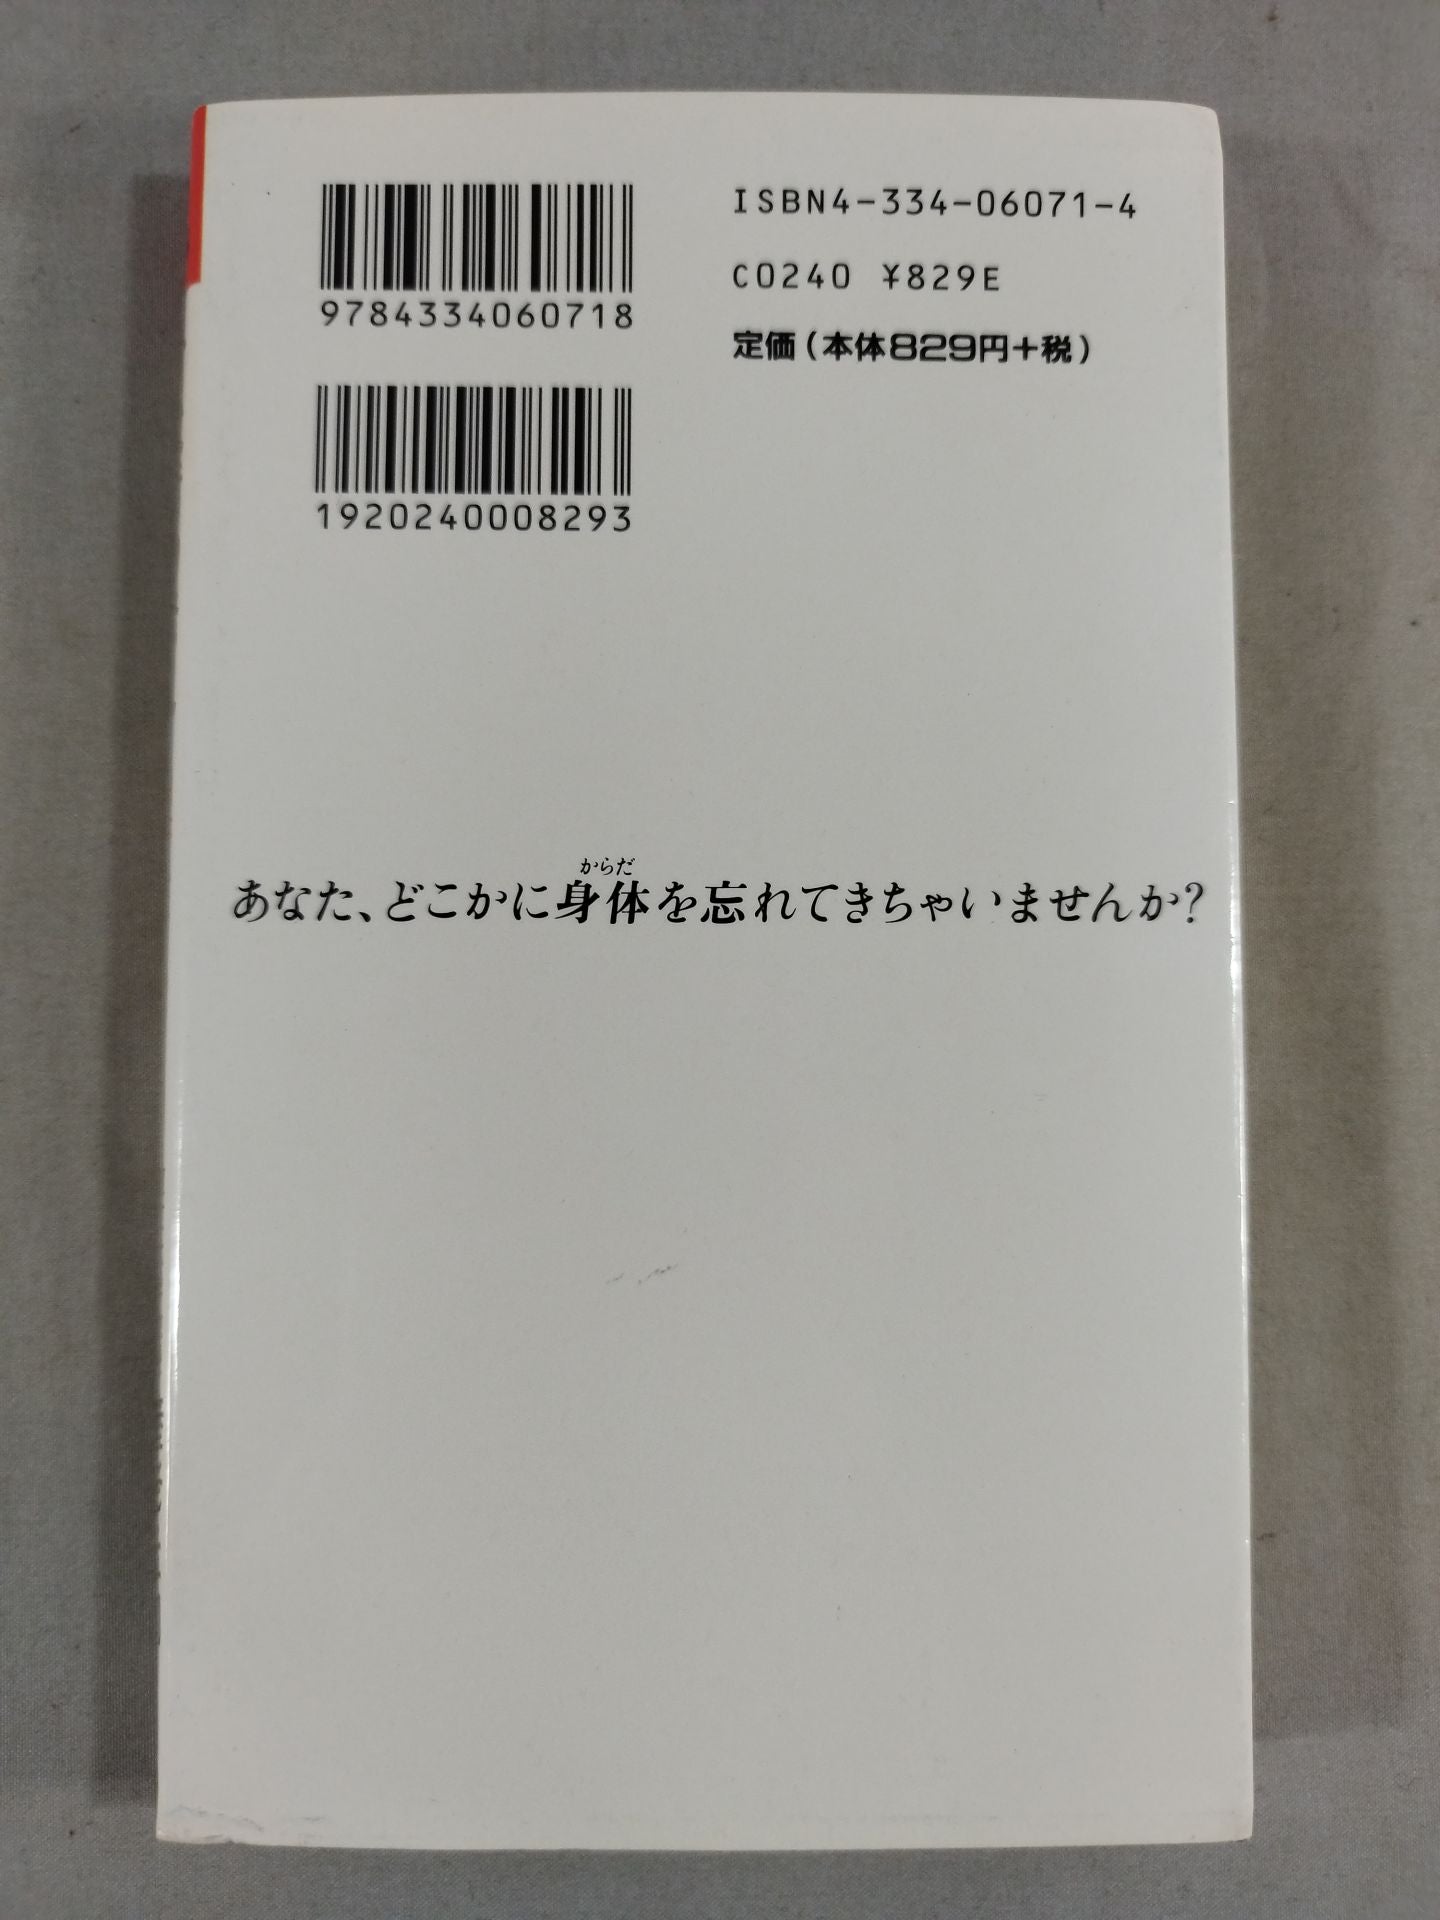 9784334060718
ISBN4-334-06071-4
C0240 ¥829E
定価(本体829円+税)
1920240008293
からだ
あなた、どこかに身体を忘れてきちゃいませんか?